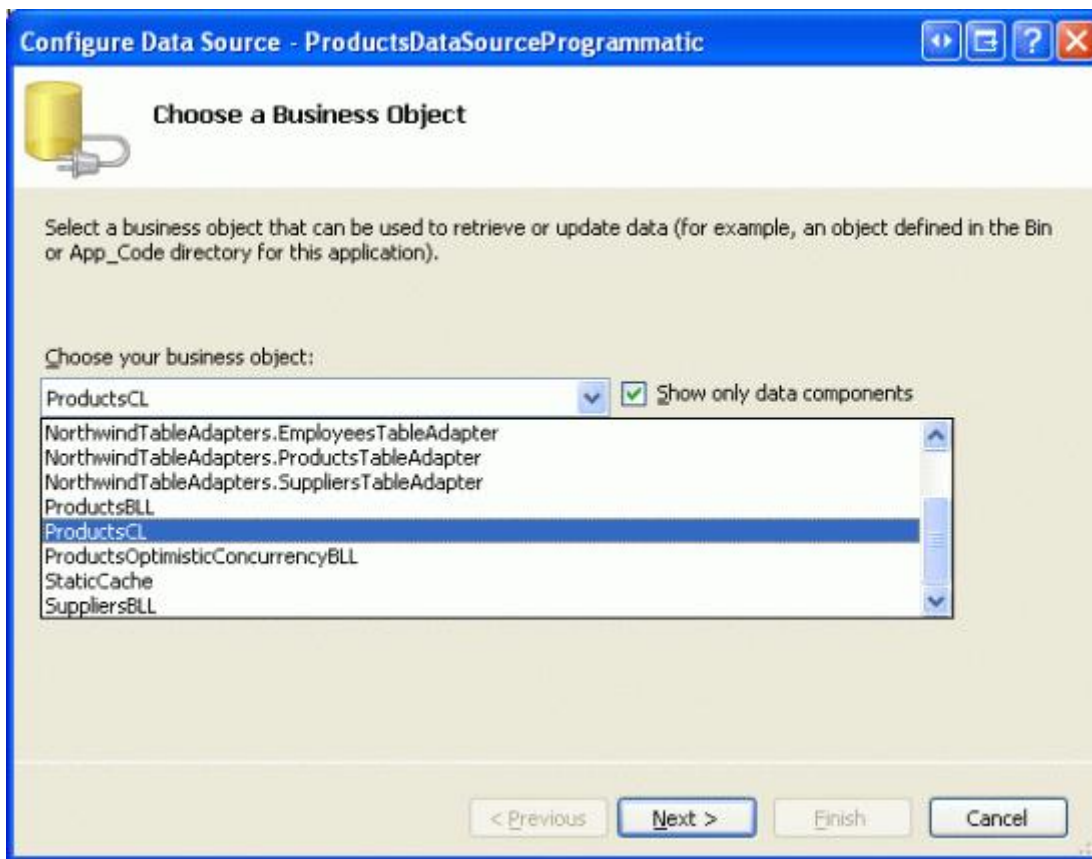 Configure Data Source - ProductsDataSourceProgrammatic
?
Choose a Business Object
Select a business object that can be used to retrieve or update data (for example, an object defined in the Bin
or App_Code directory for this application).
Choose your business object:
ProductsCL
Show only data components
NorthwindTableAdapters.EmployeesTableAdapter
NorthwindTableAdapters.ProductsTableAdapter
NorthwindTableAdapters.SuppliersTableAdapter
ProductsBLL
ProductsCL
ProductsOptimisticConcurrencyBLL
StaticCache
SuppliersBLL
< Previous
Next >
Finish
Cancel